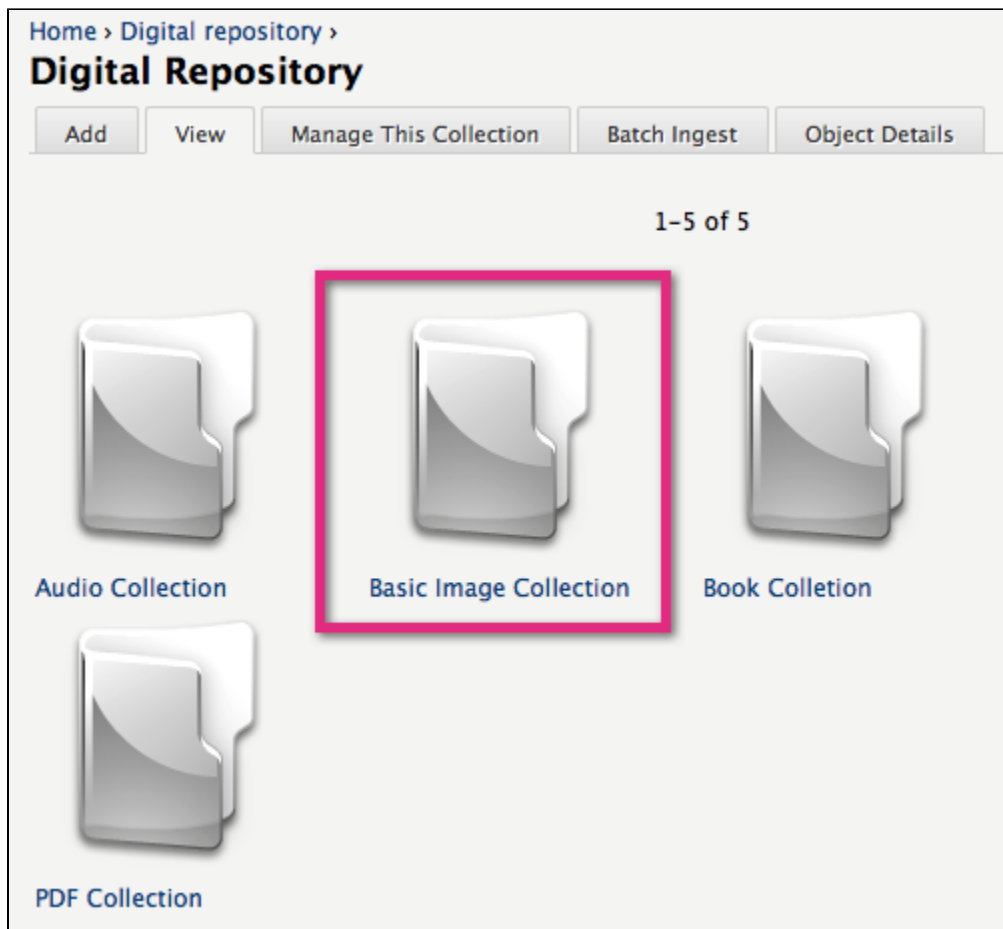 Home › Digital repository ›
Digital Repository
Add View Manage This Collection Batch Ingest Object Details
1–5 of 5
Audio Collection Basic Image Collection Book Colletion
PDF Collection